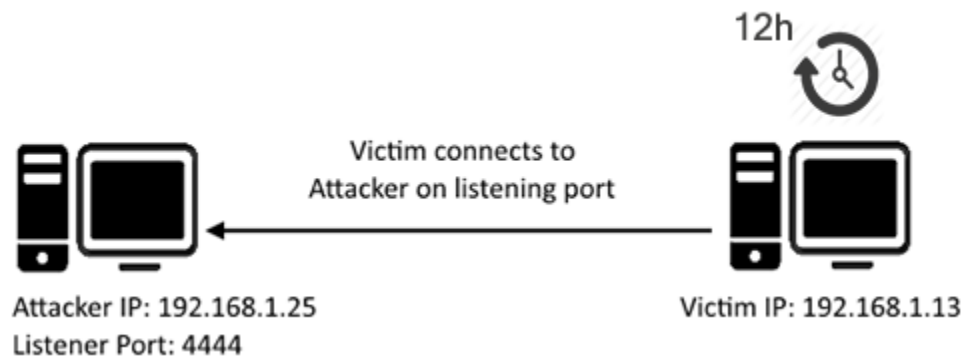 12h
Victim connects to
Attacker on listening port
Attacker IP: 192.168.1.25
Listener Port: 4444
Victim IP: 192.168.1.13